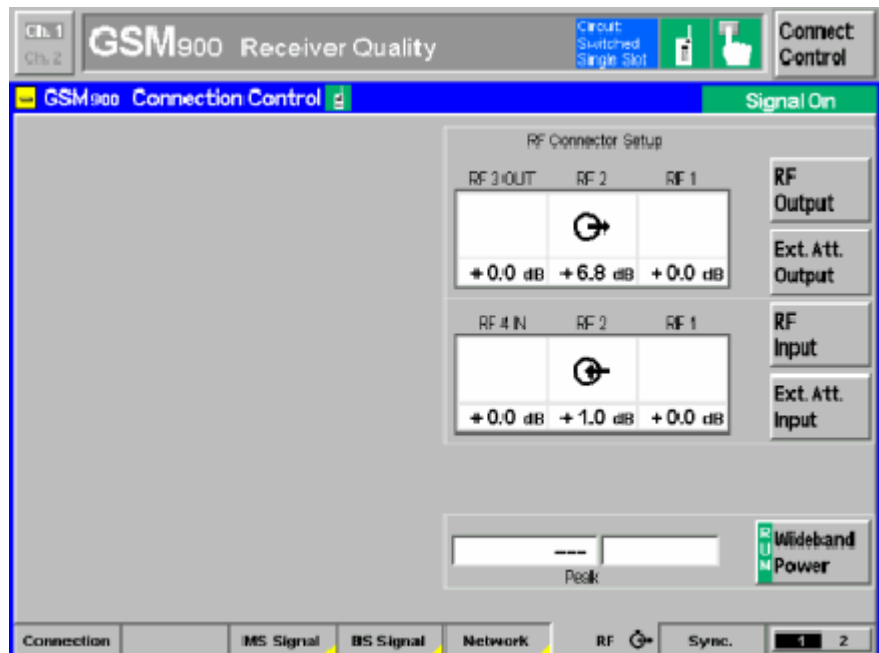 Ch. 1
Ch. 2
GSM900 Receiver Quality
Circuit
Switched
Single Slot
Connect
Control
GSM900 Connection Control
Signal On
RF Connector Setup
RF 3 OUT RF 2 RF 1
+0.0 dB +6.8 dB +0.0 dB
RF
Output
Ext. Att.
Output
RF 4 IN RF 2 RF 1
+0.0 dB +1.0 dB +0.0 dB
RF
Input
Ext. Att.
Input
---
Peak
RUN
Wideband
Power
Connection MS Signal BS Signal Network RF Sync. 1 2